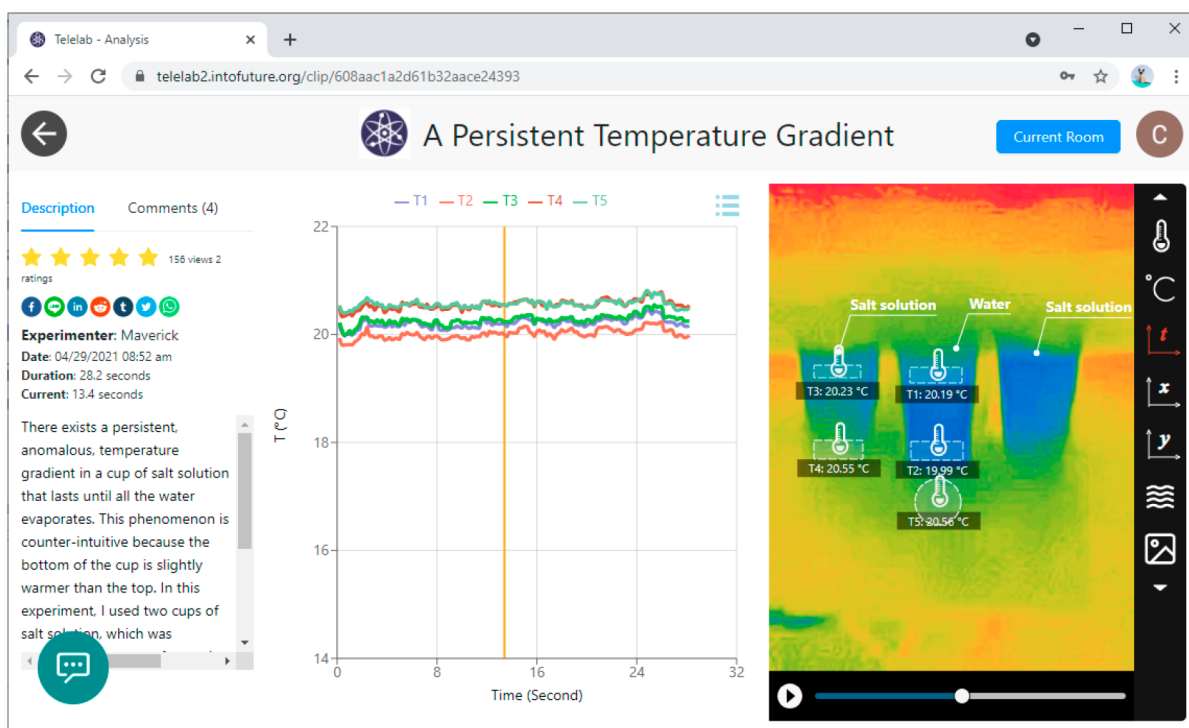 Telelab - Analysis
telelab2.intofuture.org/clip/608aac1a2d61b32aace24393
A Persistent Temperature Gradient
Current Room
C
Description Comments (4)
156 views 2
ratings
Experimenter: Maverick
Date: 04/29/2021 08:52 am
Duration: 28.2 seconds
Current: 13.4 seconds
There exists a persistent,
anomalous, temperature
gradient in a cup of salt solution
that lasts until all the water
evaporates. This phenomenon is
counter-intuitive because the
bottom of the cup is slightly
warmer than the top. In this
experiment, I used two cups of
salt solution, which was
T1 T2 T3 T4 T5
22
20
18
16
14
T (°C)
0 8 16 24 32
Time (Second)
Salt solution
Water
Salt solution
T3: 20.23 °C
T1: 20.19 °C
T4: 20.55 °C
T2: 19.99 °C
T5: 20.56 °C
°C
t
x
y